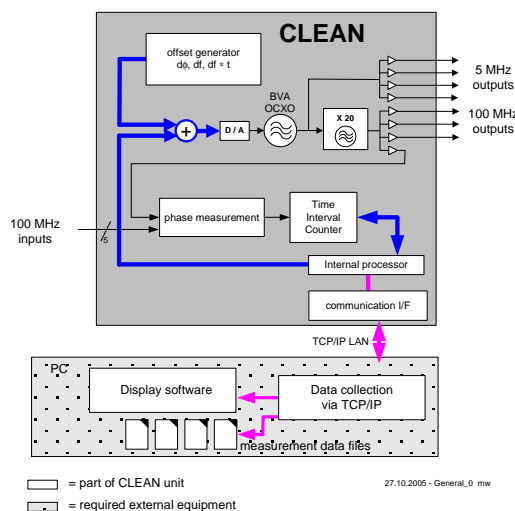 CLEAN
offset generator
dϕ, df, df * t
BVA
OCXO
+
D / A
X 20
5 MHz
outputs
100 MHz
outputs
100 MHz
inputs
5
phase measurement
Time
Interval
Counter
Internal processor
communication I/F
TCP/IP LAN
PC
Display software
Data collection
via TCP/IP
measurement data files
= part of CLEAN unit
27.10.2005 - General_0 mw
= required external equipment